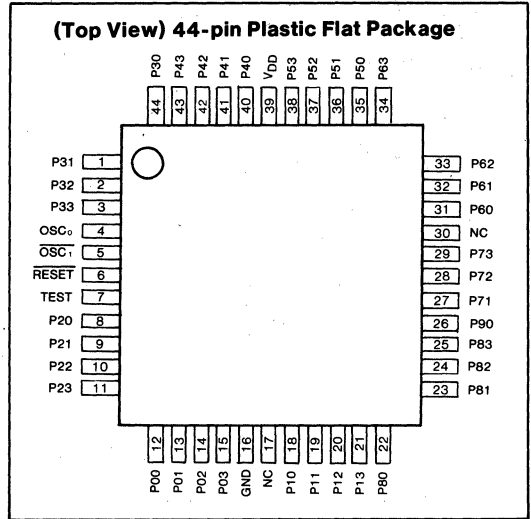 (Top View) 44-pin Plastic Flat Package
P30 P43 P42 P41 P40 VDD P53 P52 P51 P50 P63
44 43 42 41 40 39 38 37 36 35 34
P31 1
P32 2
P33 3
OSC₀ 4
OSC₁ 5
RESET 6
TEST 7
P20 8
P21 9
P22 10
P23 11
33 P62
32 P61
31 P60
30 NC
29 P73
28 P72
27 P71
26 P90
25 P83
24 P82
23 P81
12 13 14 15 16 17 18 19 20 21 22
P00 P01 P02 P03 GND NC P10 P11 P12 P13 P80